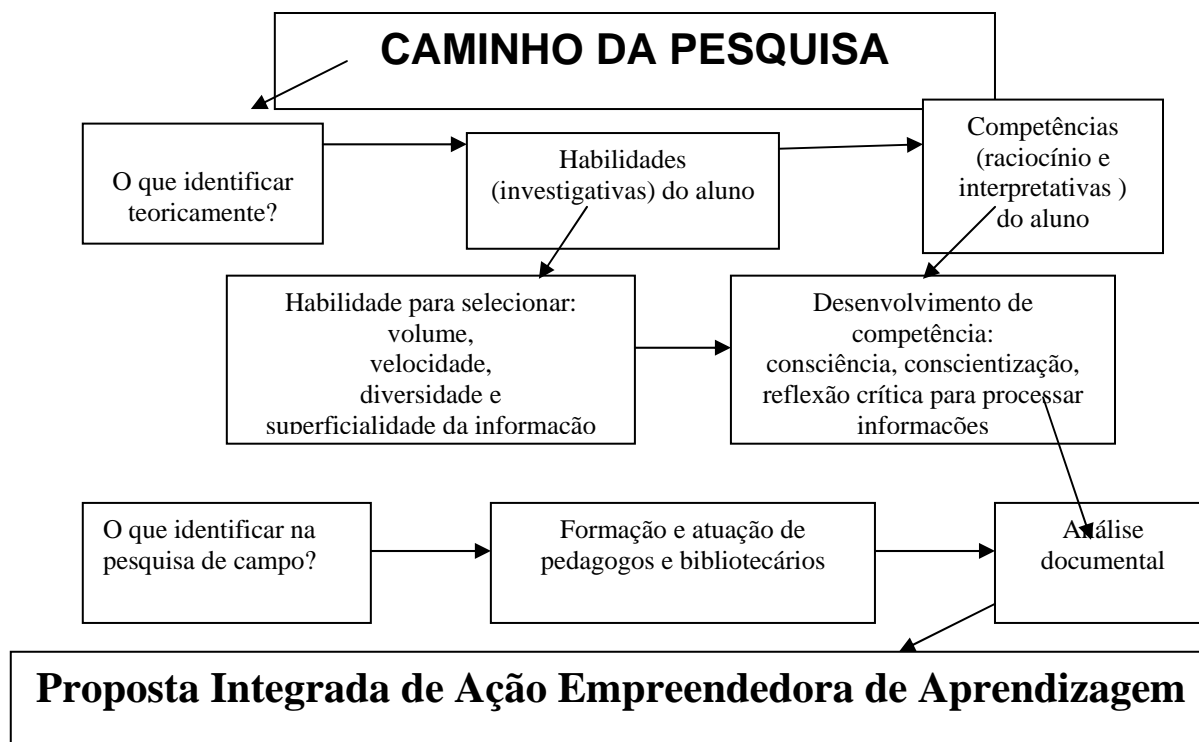 CAMINHO DA PESQUISA
O que identificar
teoricamente?
Habilidades
(investigativas) do aluno
Competências
(raciocínio e
interpretativas )
do aluno
Habilidade para selecionar:
volume,
velocidade,
diversidade e
superficialidade da informação
Desenvolvimento de
competência:
consciência, conscientização,
reflexão crítica para processar
informações
O que identificar na
pesquisa de campo?
Formação e atuação de
pedagogos e bibliotecários
Análise
documental
Proposta Integrada de Ação Empreendedora de Aprendizagem